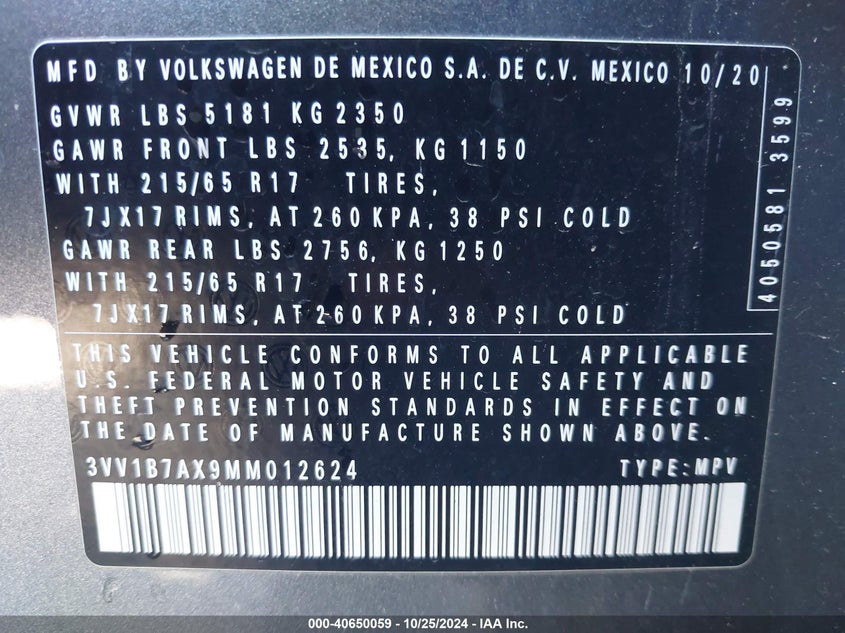 MFD BY VOLKSWAGEN DE MEXICO S.A. DE C.V. MEXICO 10/20
GVWR LBS 5181 KG 2350
GAWR FRONT LBS 2535, KG 1150
WITH 215/65 R17 TIRES,
7JX17 RIMS, AT 260 KPA, 38 PSI COLD
GAWR REAR LBS 2756, KG 1250
WITH 215/65 R17 TIRES,
7JX17 RIMS, AT 260 KPA, 38 PSI COLD
4050581 3599
THIS VEHICLE CONFORMS TO ALL APPLICABLE
U.S. FEDERAL MOTOR VEHICLE SAFETY AND
THEFT PREVENTION STANDARDS IN EFFECT ON
THE DATE OF MANUFACTURE SHOWN ABOVE.
3VV1B7AX9MM012624 TYPE: MPV
000-40650059 - 10/25/2024 - IAA Inc.